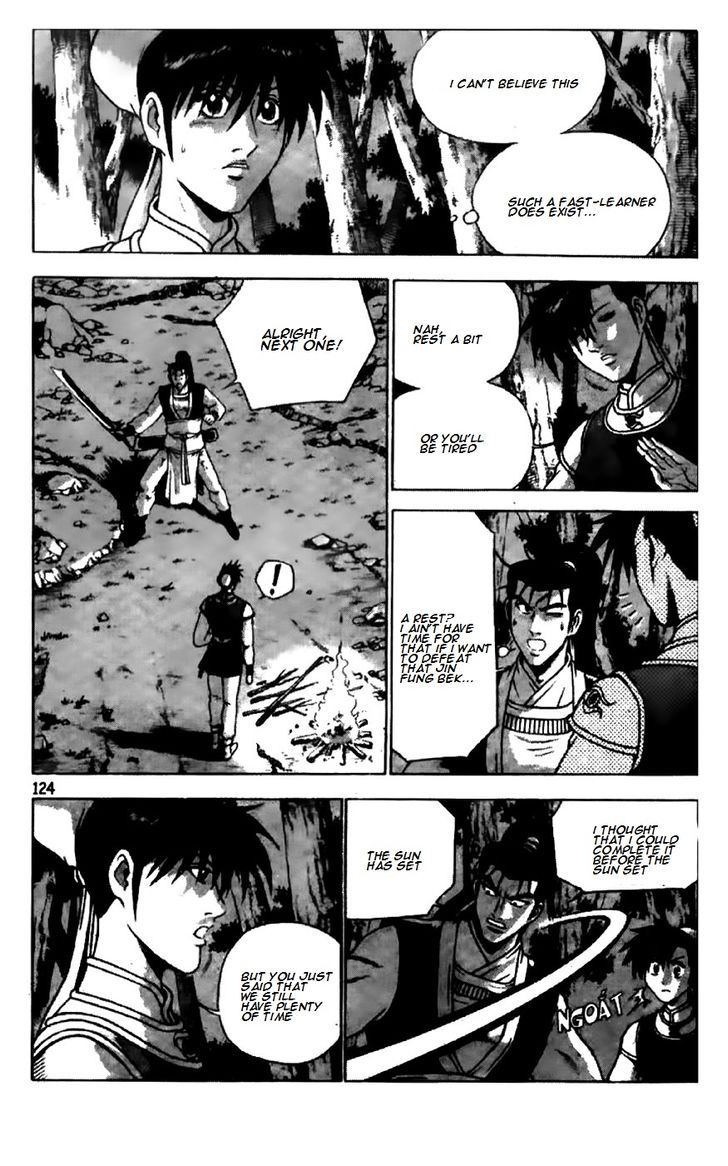 I CAN'T BELIEVE THIS
SUCH A FAST-LEARNER
DOES EXIST...
ALRIGHT,
NEXT ONE!
!
NAH,
REST A BIT
OR YOU'LL
BE TIRED
A REST?
I AIN'T HAVE
TIME FOR
THAT IF I WANT
TO DEFEAT
THAT JIN
FUNG BEK...
124
BUT YOU JUST
SAID THAT
WE STILL
HAVE PLENTY
OF TIME
THE SUN
HAS SET
I THOUGHT
THAT I COULD
COMPLETE IT
BEFORE THE
SUN SET
NGOÁT